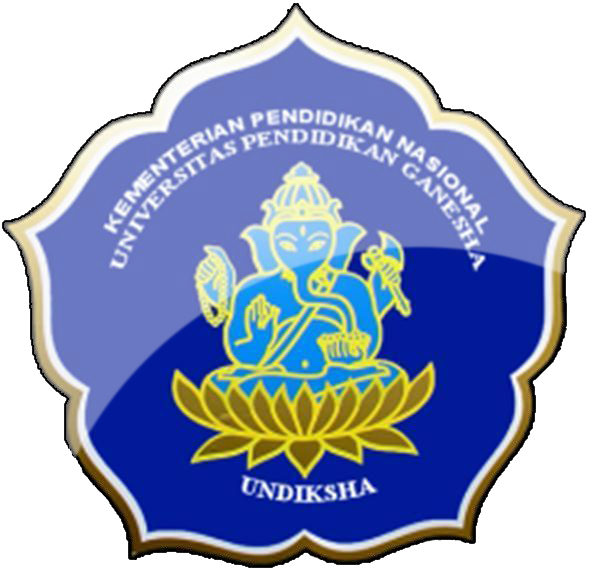 KEMENTERIAN PENDIDIKAN NASIONAL
UNIVERSITAS PENDIDIKAN GANESHA
UNDIKSHA